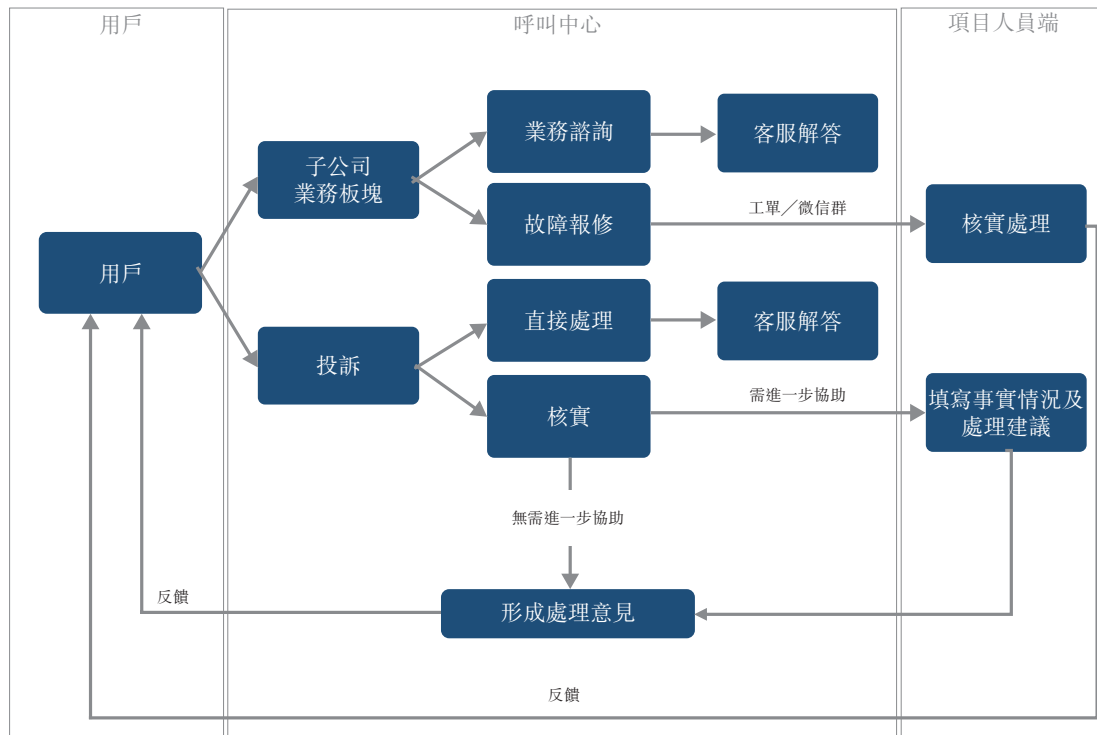 用戶
呼叫中心
項目人員端
業務諮詢
客服解答
子公司
業務板塊
故障報修
工單／微信群
核實處理
用戶
直接處理
客服解答
投訴
核實
需進一步協助
填寫事實情況及
處理建議
無需進一步協助
反饋
形成處理意見
反饋